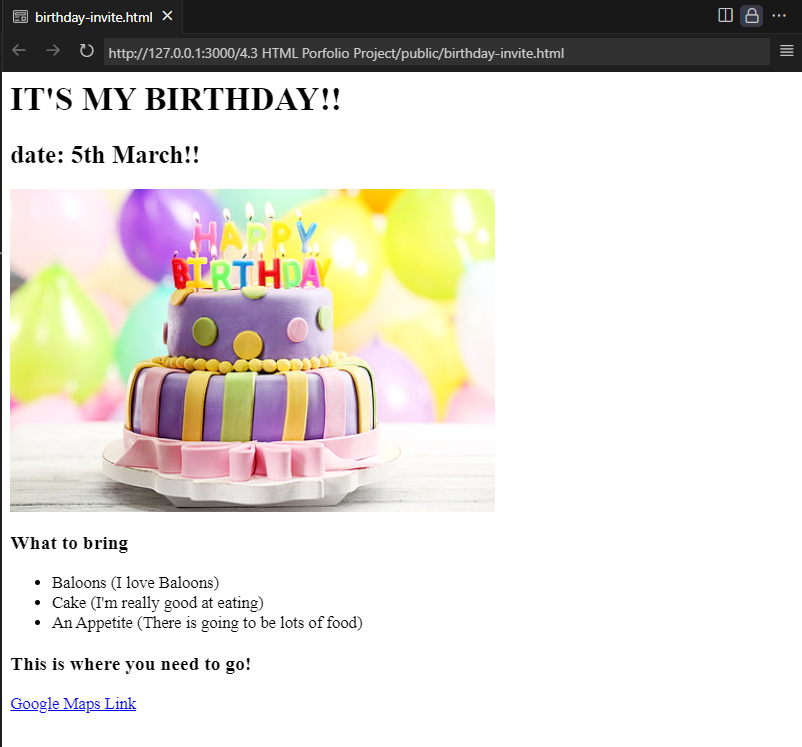 birthday-invite.html
http://127.0.0.1:3000/4.3 HTML Porfolio Project/public/birthday-invite.html
IT'S MY BIRTHDAY!!
date: 5th March!!
HAPPY
BIRTHDAY
What to bring
Baloons (I love Baloons)
Cake (I'm really good at eating)
An Appetite (There is going to be lots of food)
This is where you need to go!
Google Maps Link